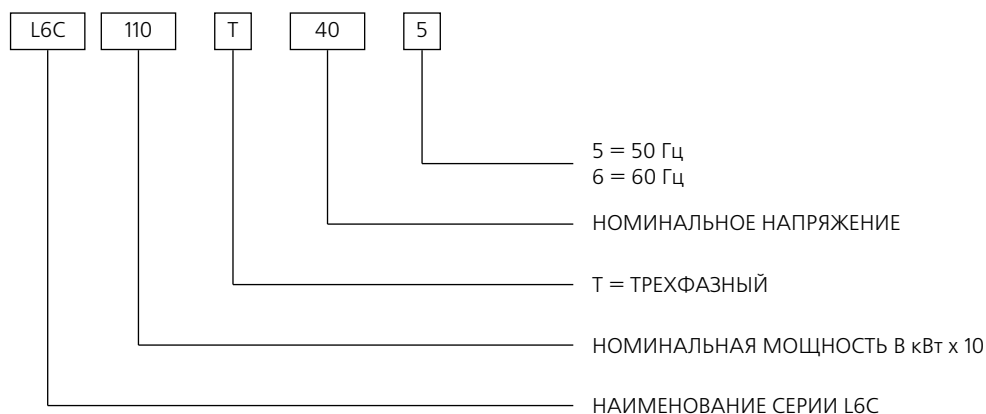 L6C 110 T 40 5
5 = 50 Гц
6 = 60 Гц
НОМИНАЛЬНОЕ НАПРЯЖЕНИЕ
Т = ТРЕХФАЗНЫЙ
НОМИНАЛЬНАЯ МОЩНОСТЬ В кВт x 10
НАИМЕНОВАНИЕ СЕРИИ L6C